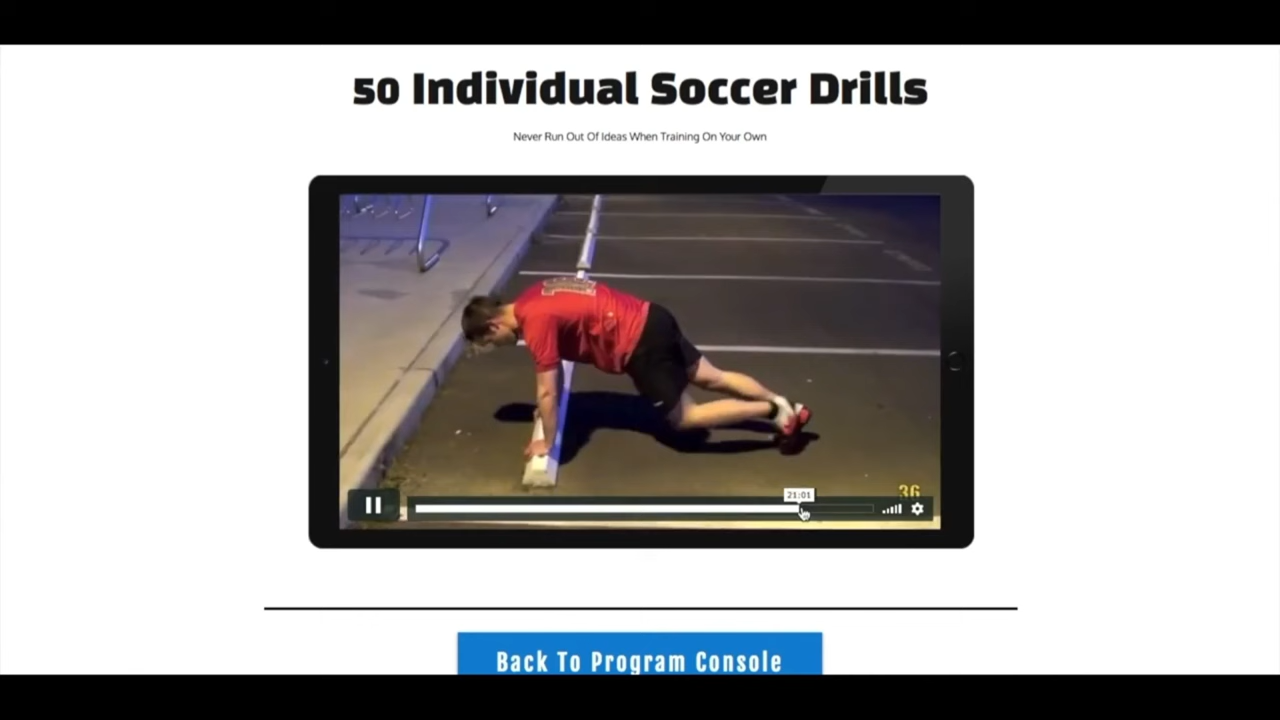 50 Individual Soccer Drills
Never Run Out Of Ideas When Training On Your Own
36
21:01
Back To Program Console